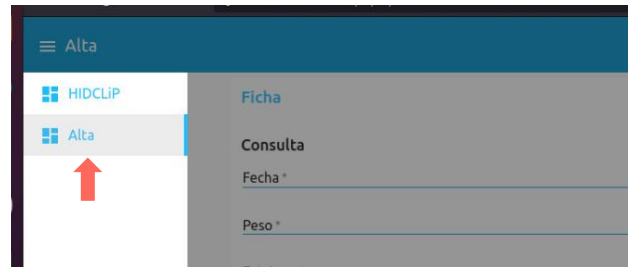 Alta
HIDCLiP
Alta
Ficha
Consulta
Fecha *
Peso *